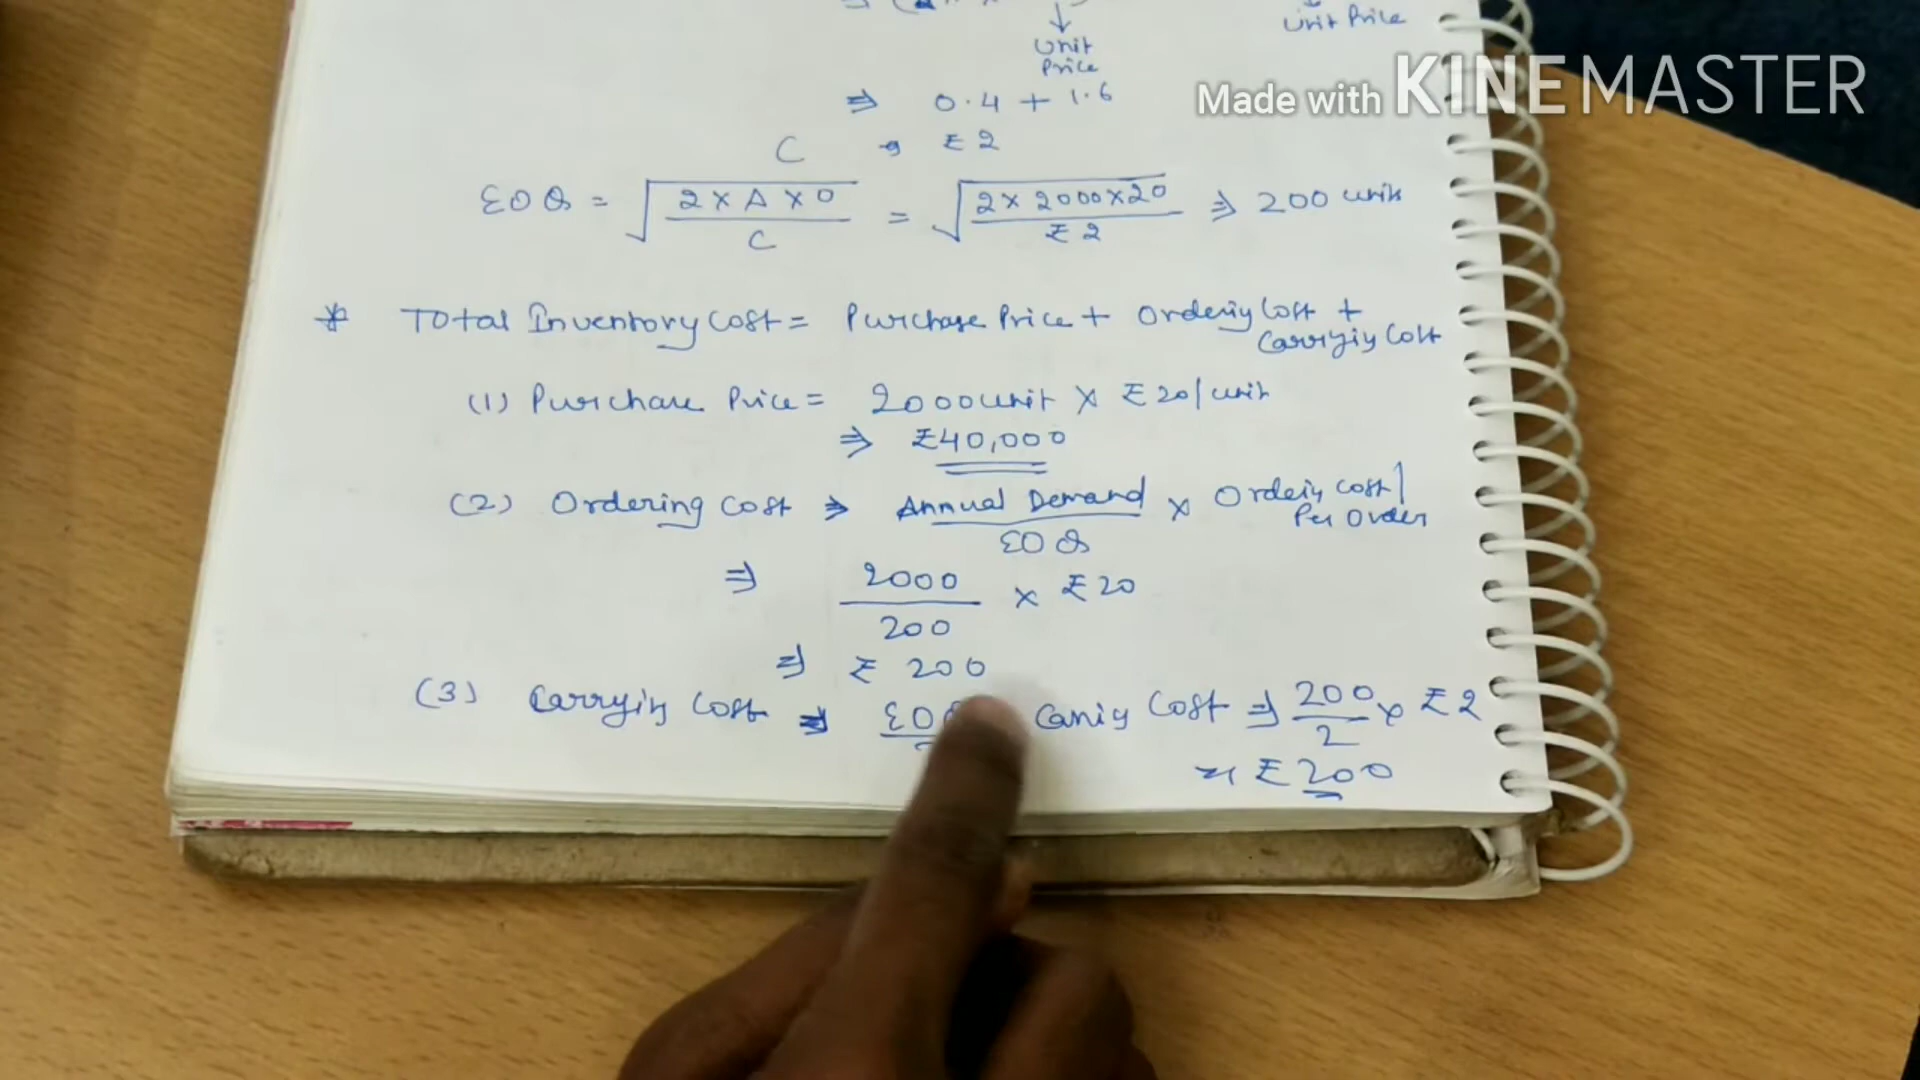 Unit Price
Unit
Price
Made with KINEMASTER
⇒ 0.4 + 1.6
C → ₹ 2
EOQ = √(2 X A X O / C) = √(2 X 2000 X 20 / ₹ 2) ⇒ 200 units
* Total Inventory Cost = Purchase Price + Ordering Cost +
Carrying Cost
(1) Purchase Price = 2000 unit X ₹ 20/unit
⇒ ₹40,000
(2) Ordering Cost ⇒ Annual Demand / EOQ X Ordering Cost/
Per Order
⇒ 2000 / 200 X ₹ 20
⇒ ₹ 200
(3) Carrying Cost ⇒ Cost ⇒ 200 / 2 X ₹ 2
₹ 200